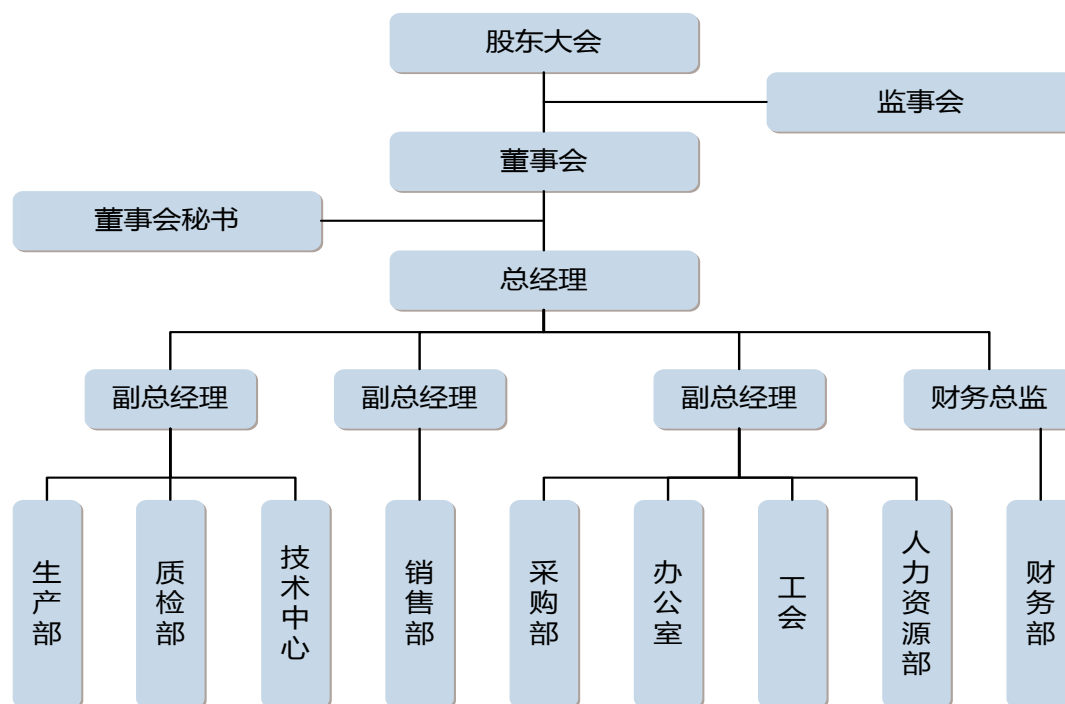 股东大会
监事会
董事会
董事会秘书
总经理
副总经理
副总经理
副总经理
财务总监
生产部
质检部
技术中心
销售部
采购部
办公室
工会
人力资源部
财务部